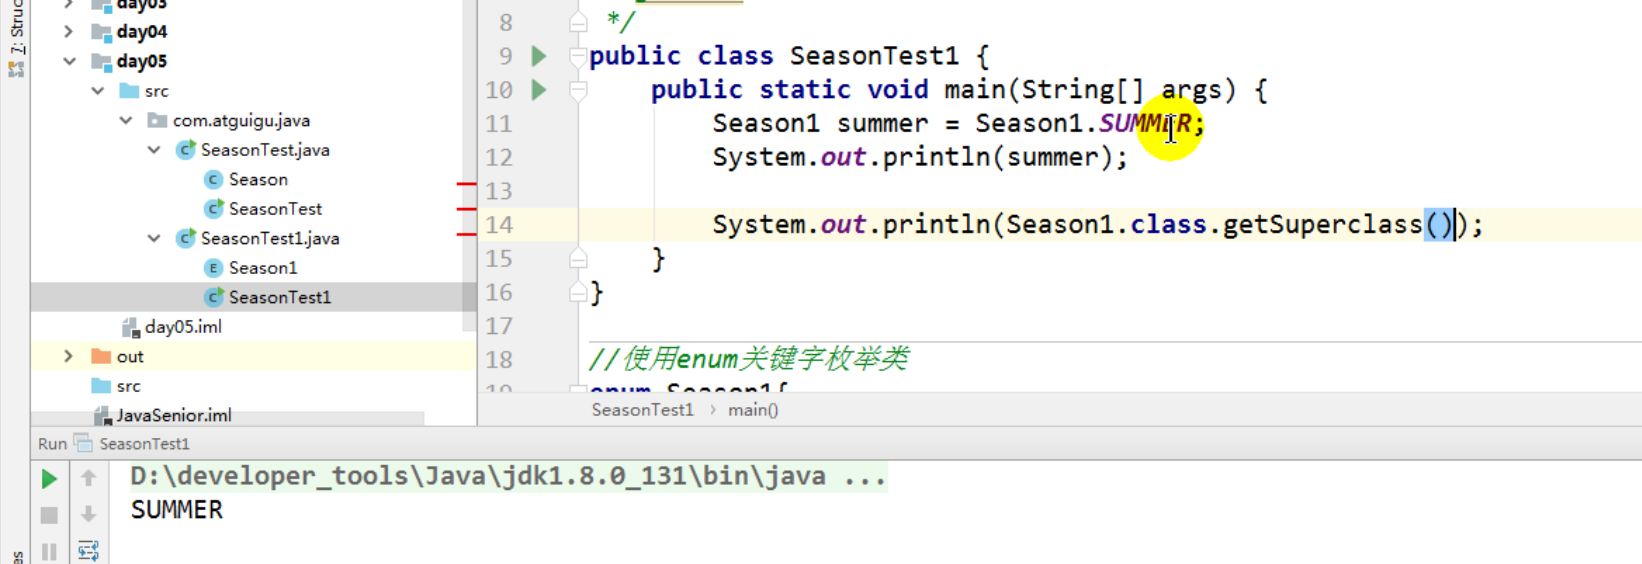 7: Struc
day03
day04
day05
src
com.atguigu.java
SeasonTest.java
Season
SeasonTest
SeasonTest1.java
Season1
SeasonTest1
day05.iml
out
src
JavaSenior.iml
8 */
9 public class SeasonTest1 {
10 public static void main(String[] args) {
11 Season1 summer = Season1.SUMMER;
12 System.out.println(summer);
13
14 System.out.println(Season1.class.getSuperclass());
15 }
16 }
17
18 //使用enum关键字枚举类
19 enum Season1{
SeasonTest1 › main()
Run SeasonTest1
D:\developer_tools\Java\jdk1.8.0_131\bin\java ...
SUMMER